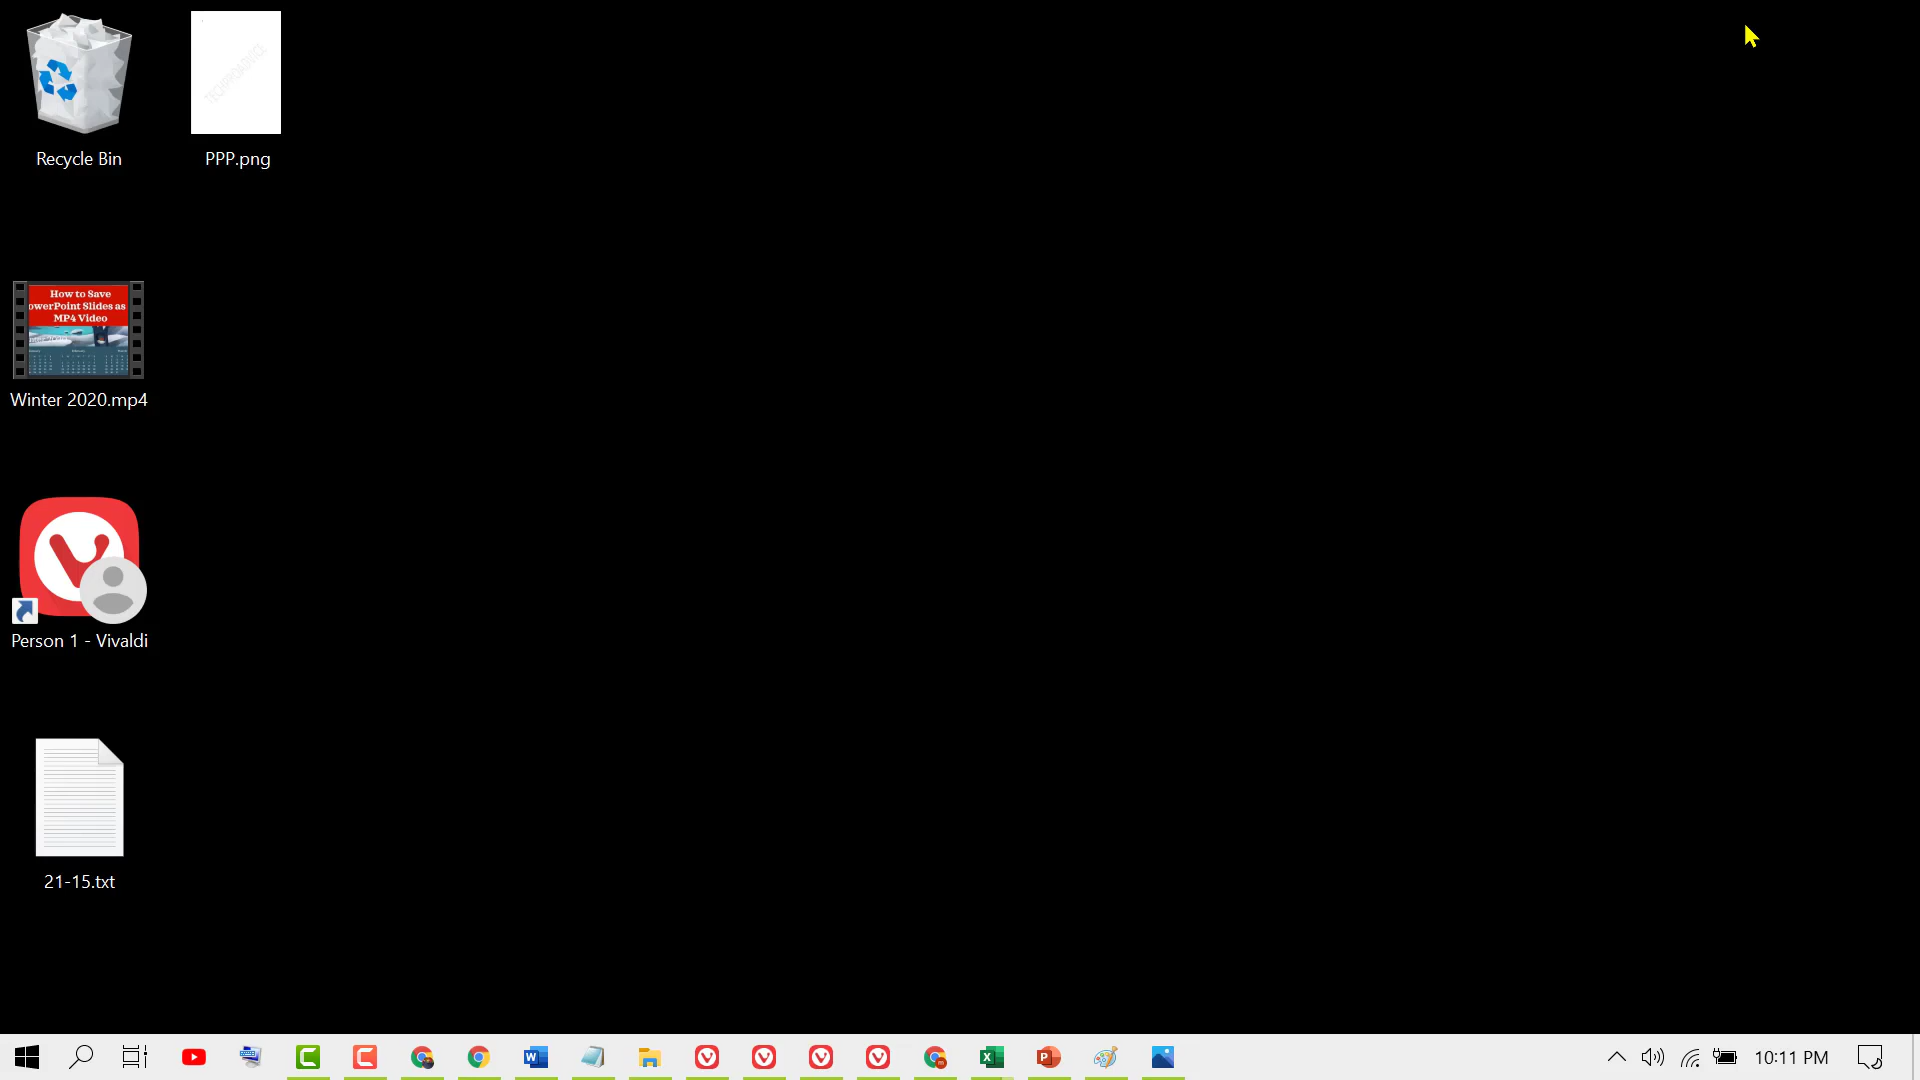 Recycle Bin
TECHPROADVICE
PPP.png
How to Save
owerPoint Slides as
MP4 Video
Winter 2020.mp4
Person 1 - Vivaldi
21-15.txt
10:11 PM